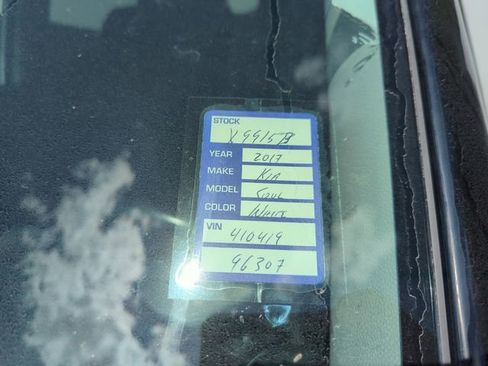 STOCK
X9915B
YEAR 2017
MAKE KIA
MODEL SOUL
COLOR WHITE
VIN
410419
96307